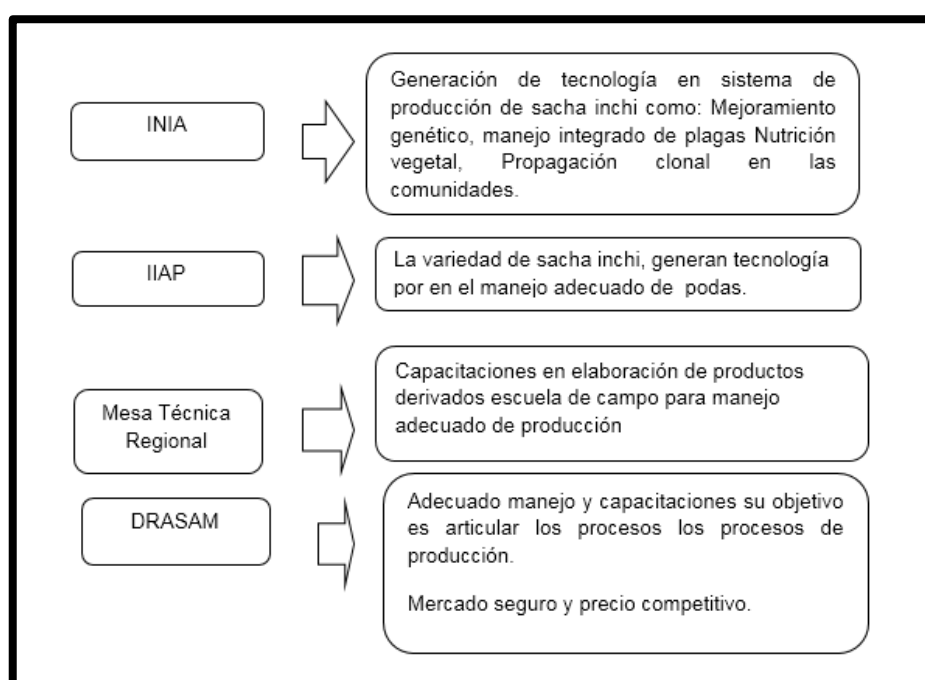 INIA
Generación de tecnología en sistema de
producción de sacha inchi como: Mejoramiento
genético, manejo integrado de plagas Nutrición
vegetal, Propagación clonal en las
comunidades.
IIAP
La variedad de sacha inchi, generan tecnología
por en el manejo adecuado de podas.
Mesa Técnica
Regional
Capacitaciones en elaboración de productos
derivados escuela de campo para manejo
adecuado de producción
DRASAM
Adecuado manejo y capacitaciones su objetivo
es articular los procesos los procesos de
producción.
Mercado seguro y precio competitivo.